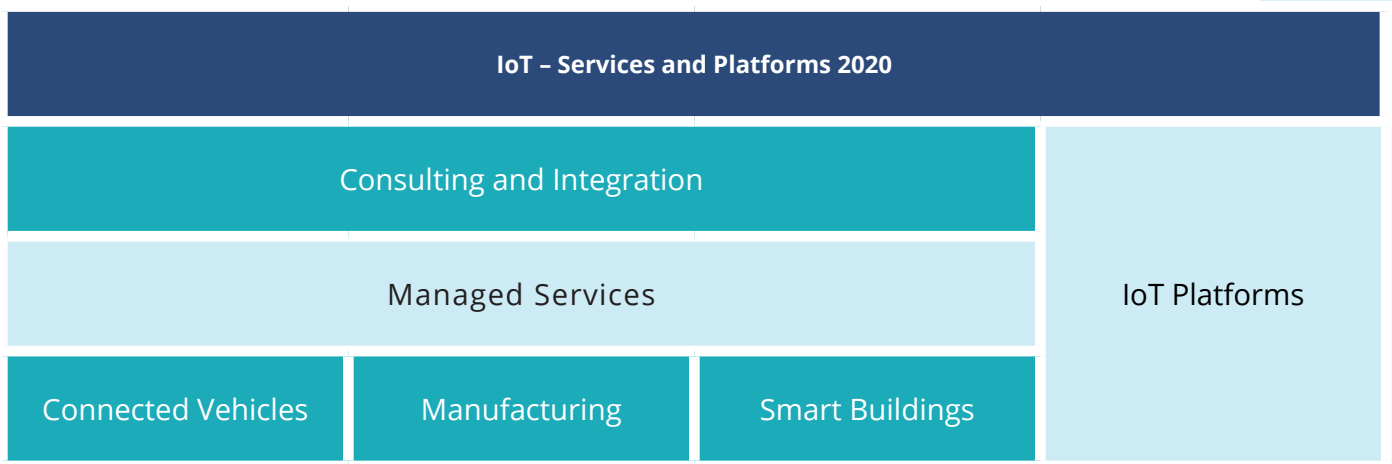 IoT – Services and Platforms 2020
Consulting and Integration
Managed Services
IoT Platforms
Connected Vehicles
Manufacturing
Smart Buildings